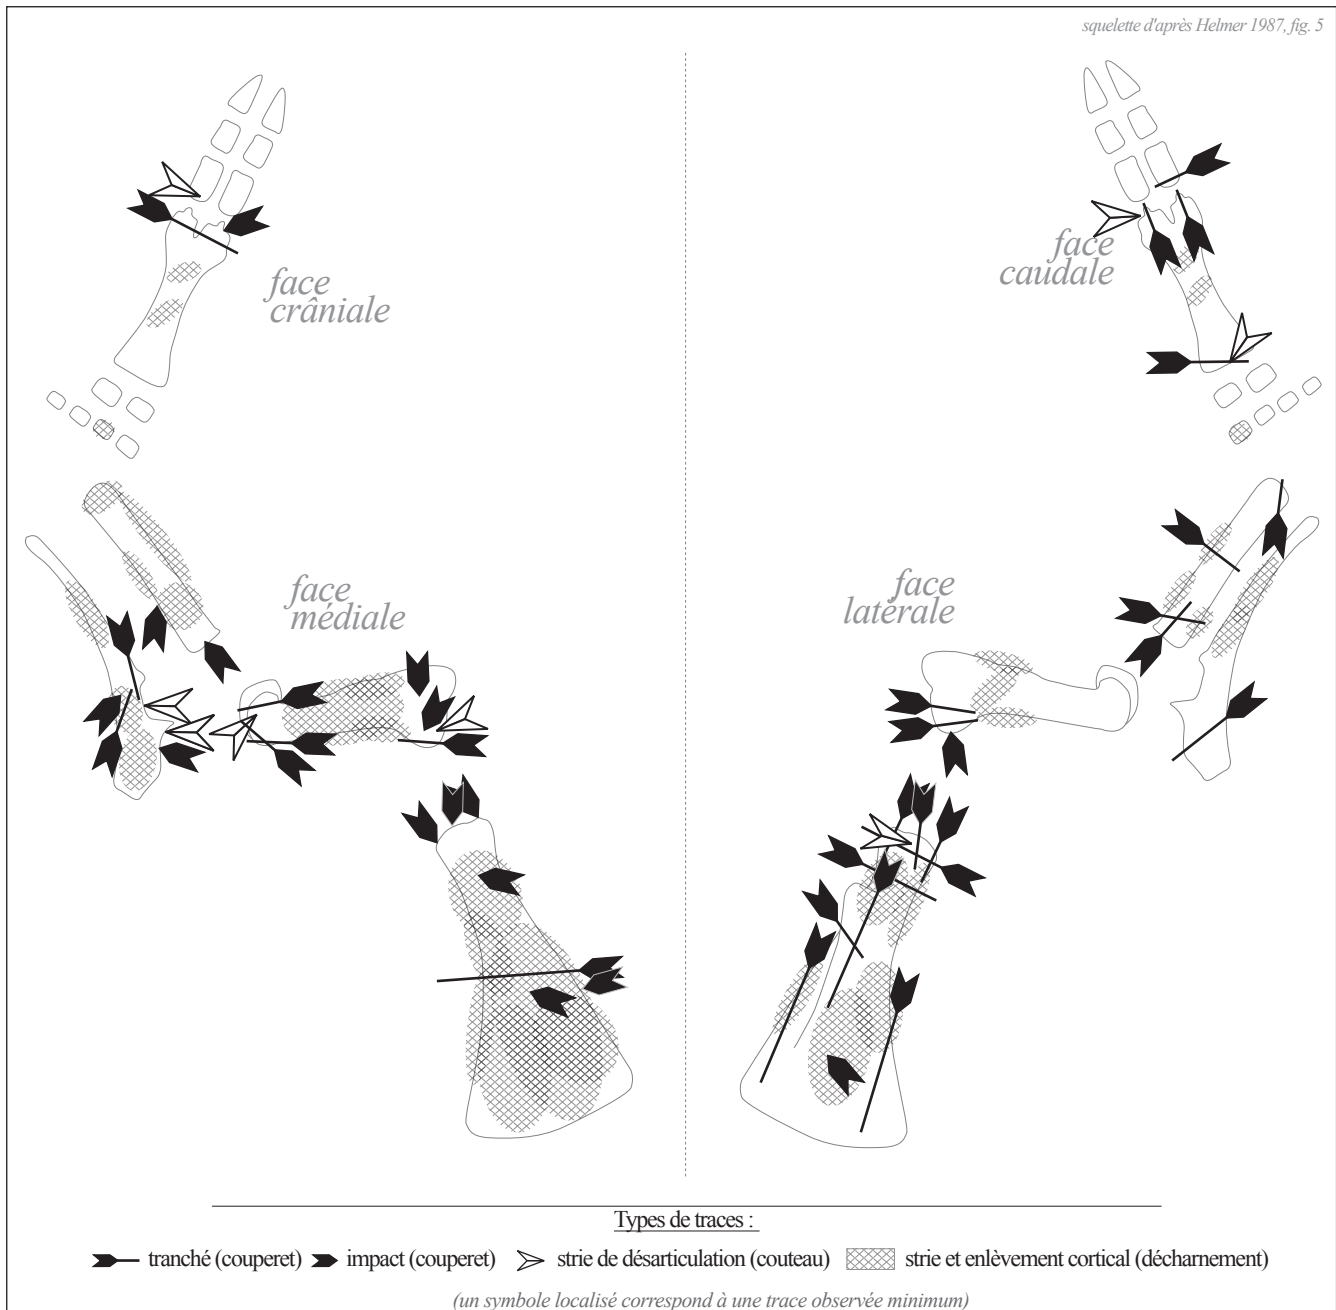 squelette d'après Helmer 1987, fig. 5
face
crâniale
face
caudale
face
médiale
face
latérale
Types de traces :
tranché (couperet) impact (couperet) strie de désarticulation (couteau) strie et enlèvement cortical (décharnement)
(un symbole localisé correspond à une trace observée minimum)